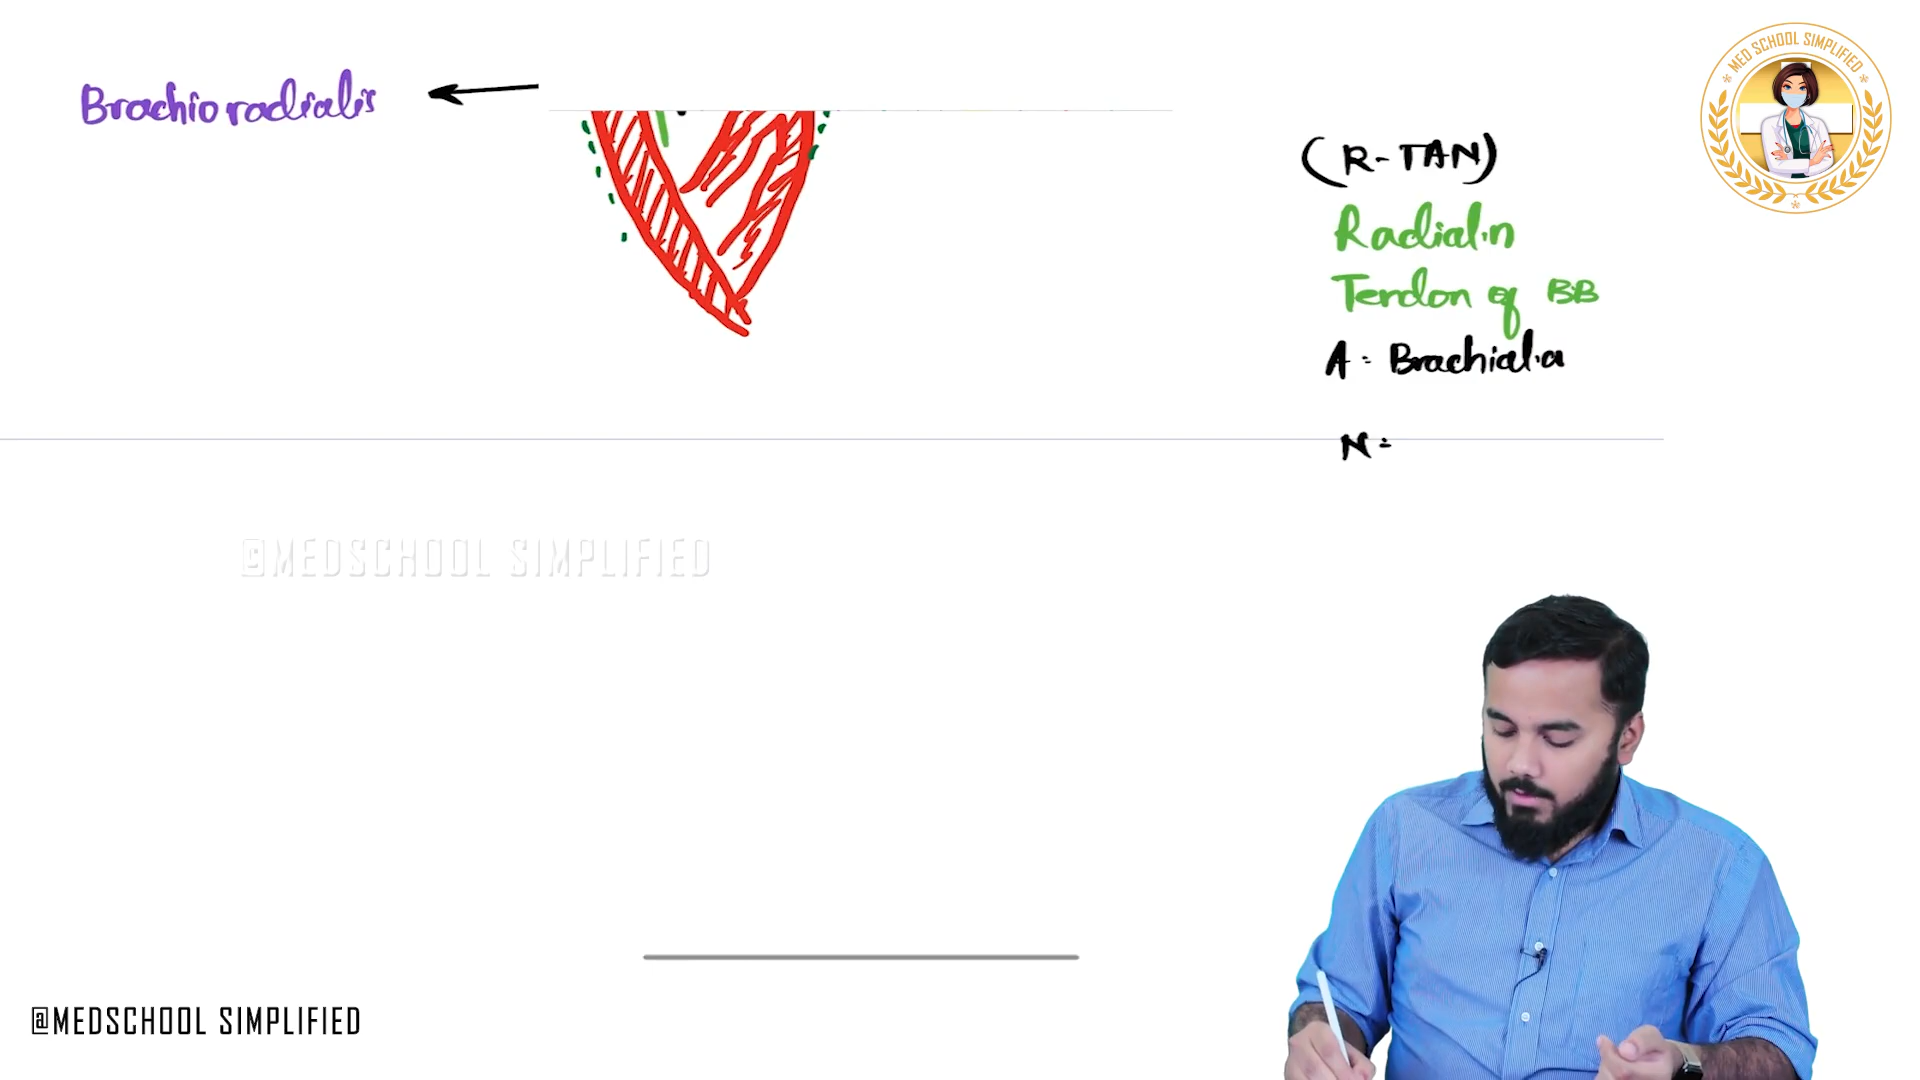 MED SCHOOL SIMPLIFIED
Brachioradialis
(R-TAN)
Radial.n
Tendon of BB
A = Brachial.a
N =
@MEDSCHOOL SIMPLIFIED
@MEDSCHOOL SIMPLIFIED